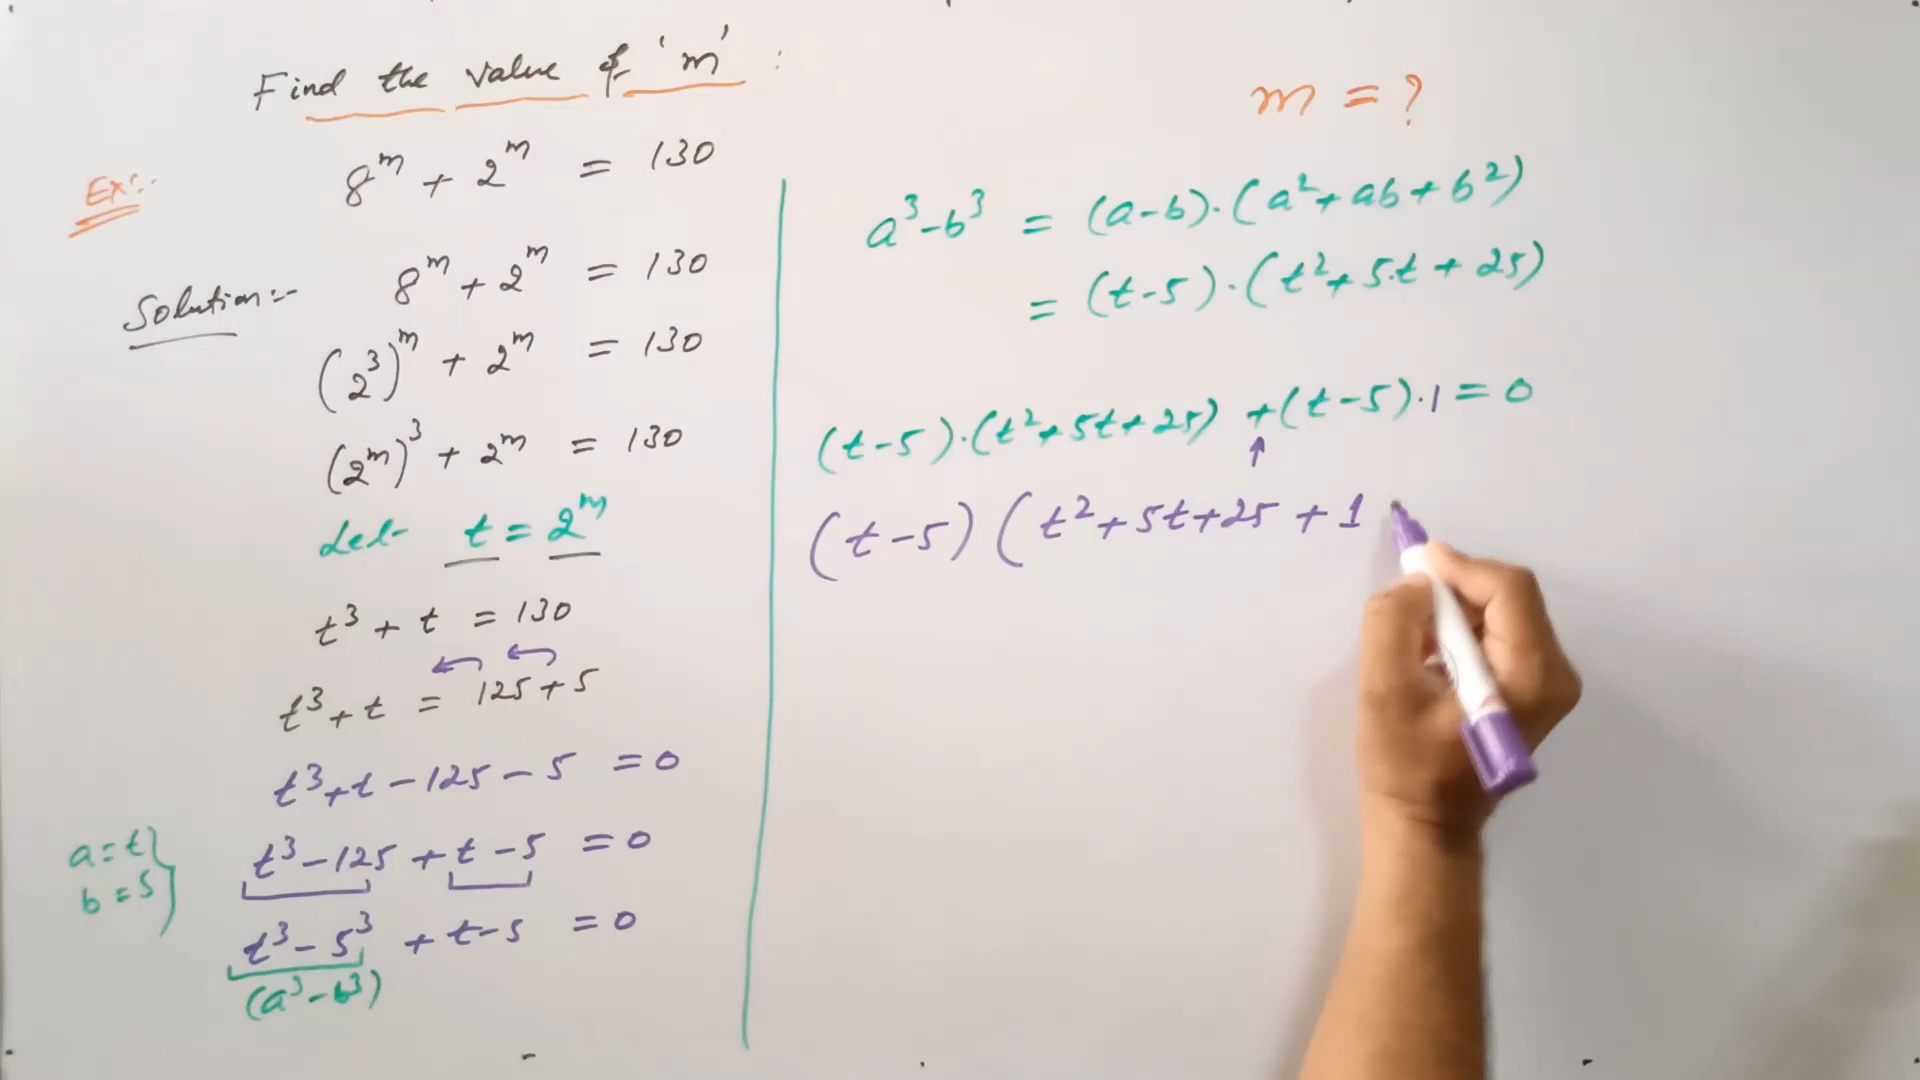 Find the value of 'm' :
m = ?
Ex:-
8^m + 2^m = 130
Solution:-
8^m + 2^m = 130
(2^3)^m + 2^m = 130
(2^m)^3 + 2^m = 130
Let t = 2^m
t^3 + t = 130
t^3 + t = 125 + 5
t^3 + t - 125 - 5 = 0
t^3 - 125 + t - 5 = 0
a = t }
b = 5
t^3 - 5^3 + t - 5 = 0
(a^3 - b^3)
a^3 - b^3 = (a - b).(a^2 + ab + b^2)
= (t - 5).(t^2 + 5.t + 25)
(t - 5).(t^2 + 5t + 25) + (t - 5).1 = 0
↑
(t - 5) (t^2 + 5t + 25 + 1